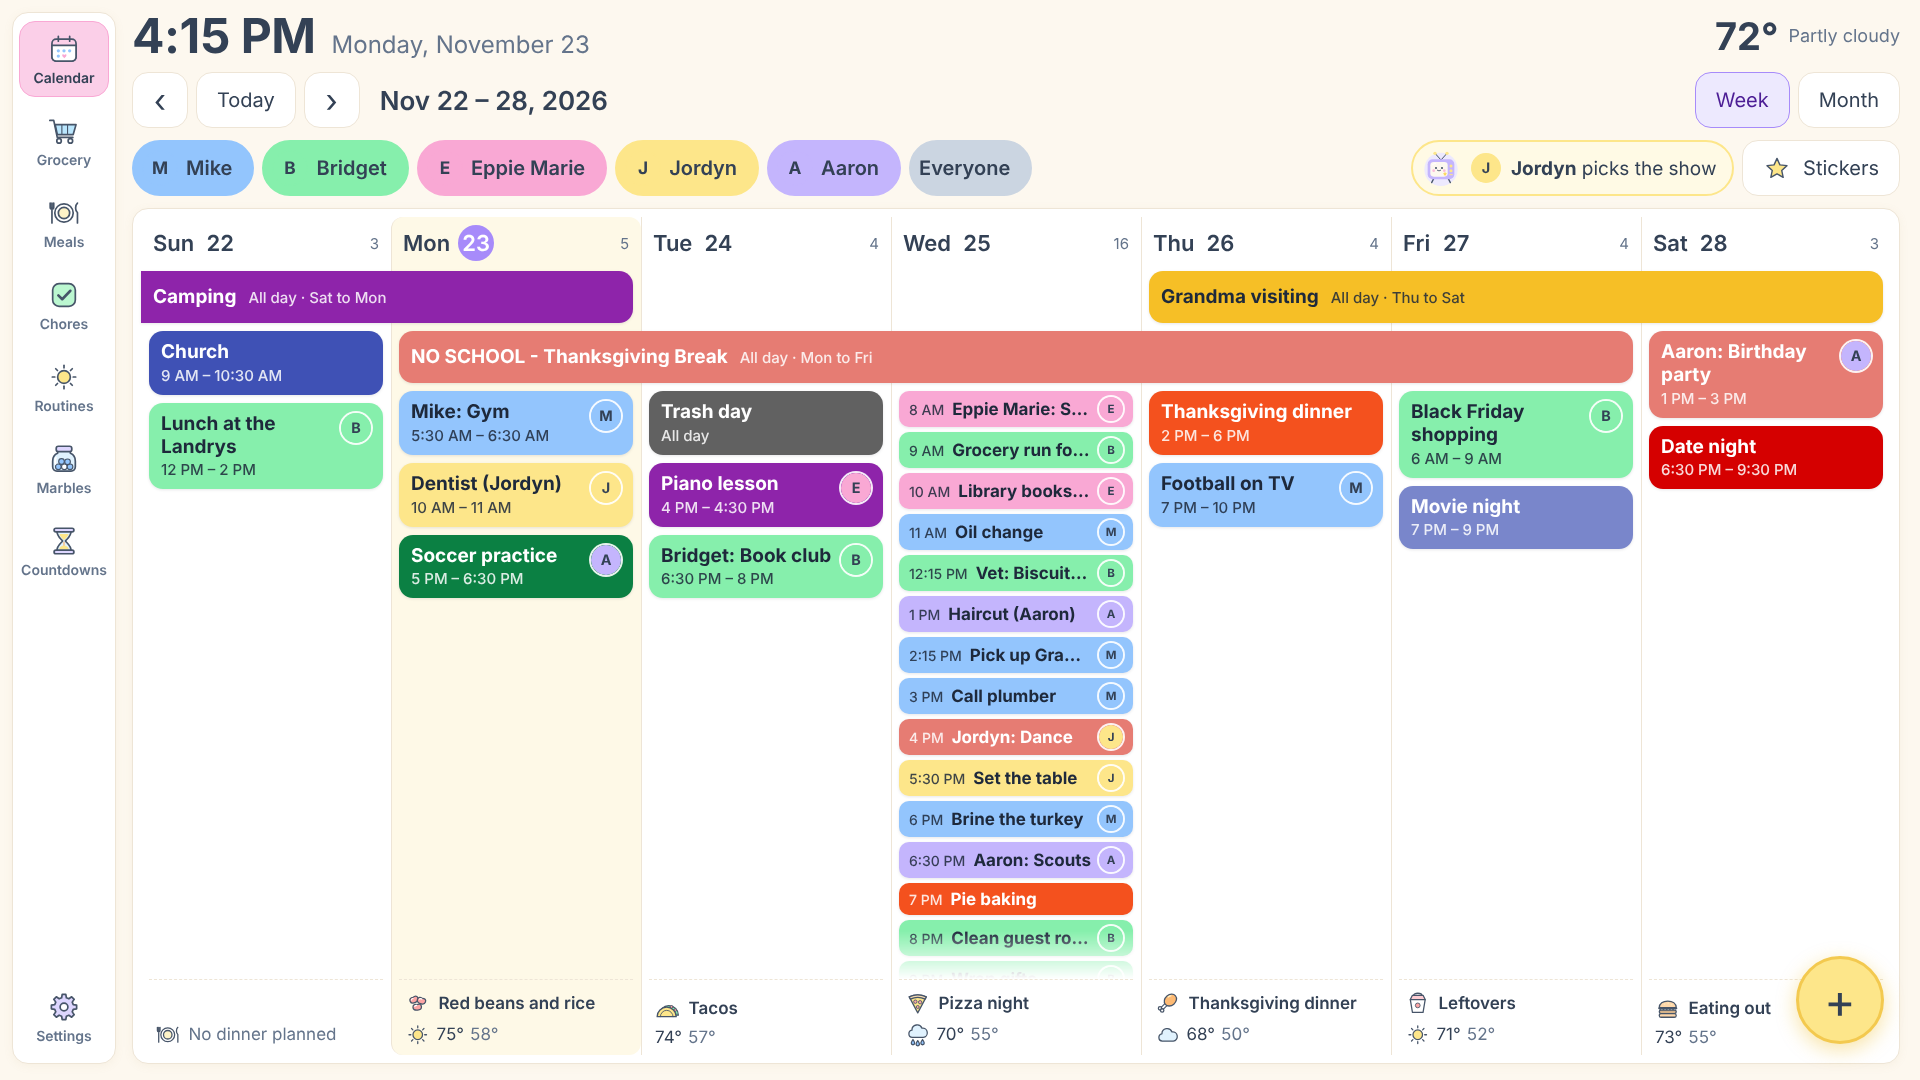 Calendar
Grocery
Meals
Chores
Routines
Marbles
Countdowns
Settings
4:15 PM Monday, November 23
72° Partly cloudy
‹ Today › Nov 22 – 28, 2026
Week Month
M Mike B Bridget E Eppie Marie J Jordyn A Aaron Everyone
J Jordyn picks the show
Stickers
Sun 22 3
Mon 23 5
Tue 24 4
Wed 25 16
Thu 26 4
Fri 27 4
Sat 28 3
Camping All day · Sat to Mon
Grandma visiting All day · Thu to Sat
NO SCHOOL - Thanksgiving Break All day · Mon to Fri
Church
9 AM – 10:30 AM
Lunch at the B
Landrys
12 PM – 2 PM
No dinner planned
Mike: Gym M
5:30 AM – 6:30 AM
Dentist (Jordyn) J
10 AM – 11 AM
Soccer practice A
5 PM – 6:30 PM
Red beans and rice
75° 58°
Trash day
All day
Piano lesson E
4 PM – 4:30 PM
Bridget: Book club B
6:30 PM – 8 PM
Tacos
74° 57°
8 AM Eppie Marie: S... E
9 AM Grocery run fo... B
10 AM Library books... E
11 AM Oil change M
12:15 PM Vet: Biscuit... B
1 PM Haircut (Aaron) A
2:15 PM Pick up Gra... M
3 PM Call plumber M
4 PM Jordyn: Dance J
5:30 PM Set the table J
6 PM Brine the turkey M
6:30 PM Aaron: Scouts A
7 PM Pie baking
8 PM Clean guest ro... B
Pizza night
70° 55°
Thanksgiving dinner
2 PM – 6 PM
Football on TV M
7 PM – 10 PM
Thanksgiving dinner
68° 50°
Black Friday B
shopping
6 AM – 9 AM
Movie night
7 PM – 9 PM
Leftovers
71° 52°
Aaron: Birthday A
party
1 PM – 3 PM
Date night
6:30 PM – 9:30 PM
Eating out
73° 55°
+